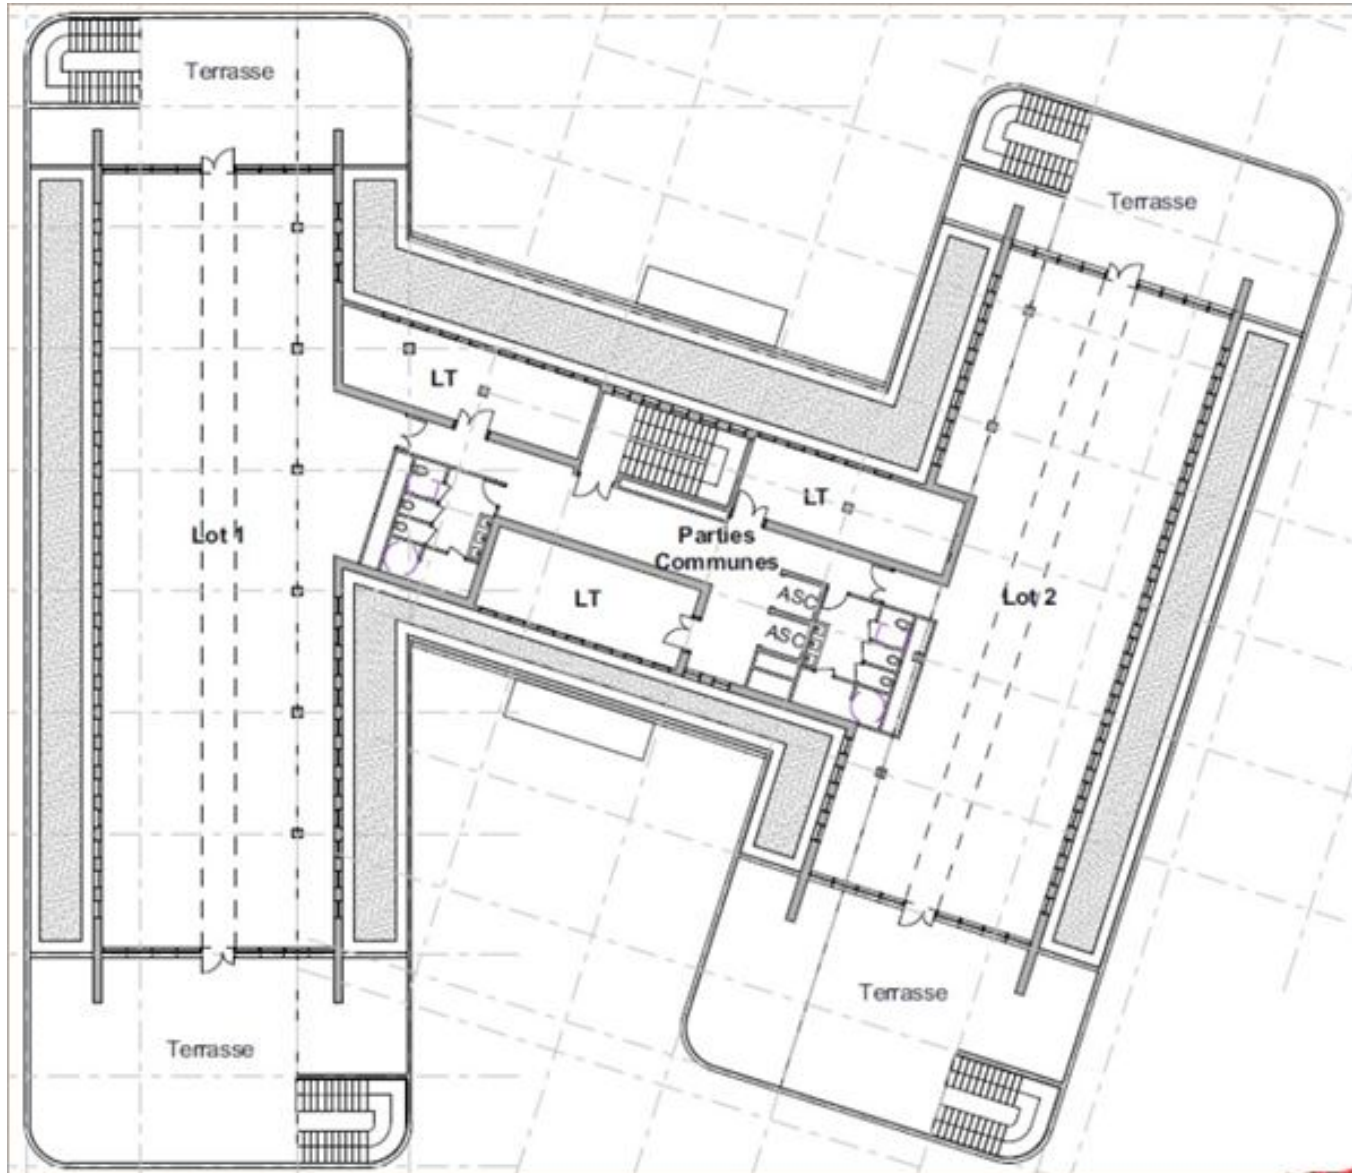 Terrasse
Terrasse
LT
LT
Lot 1
Parties
Communes
ASC
LT
Lot 2
ASC
Terrasse
Terrasse